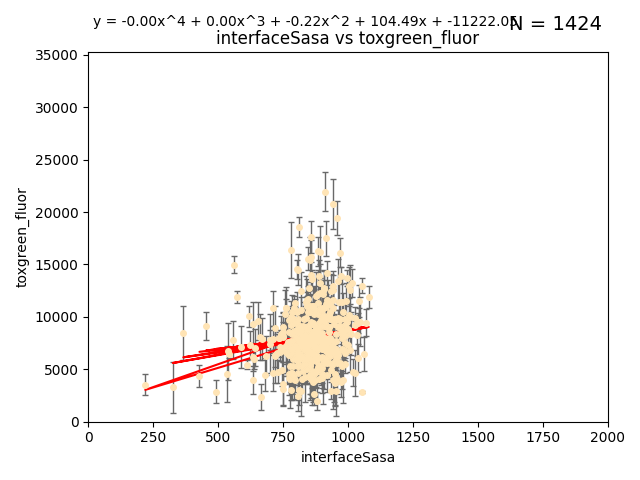 y = -0.00x^4 + 0.00x^3 + -0.22x^2 + 104.49x + -11222.05
N = 1424
interfaceSasa vs toxgreen_fluor
35000
30000
25000
20000
15000
10000
5000
0
toxgreen_fluor
0 250 500 750 1000 1250 1500 1750 2000
interfaceSasa